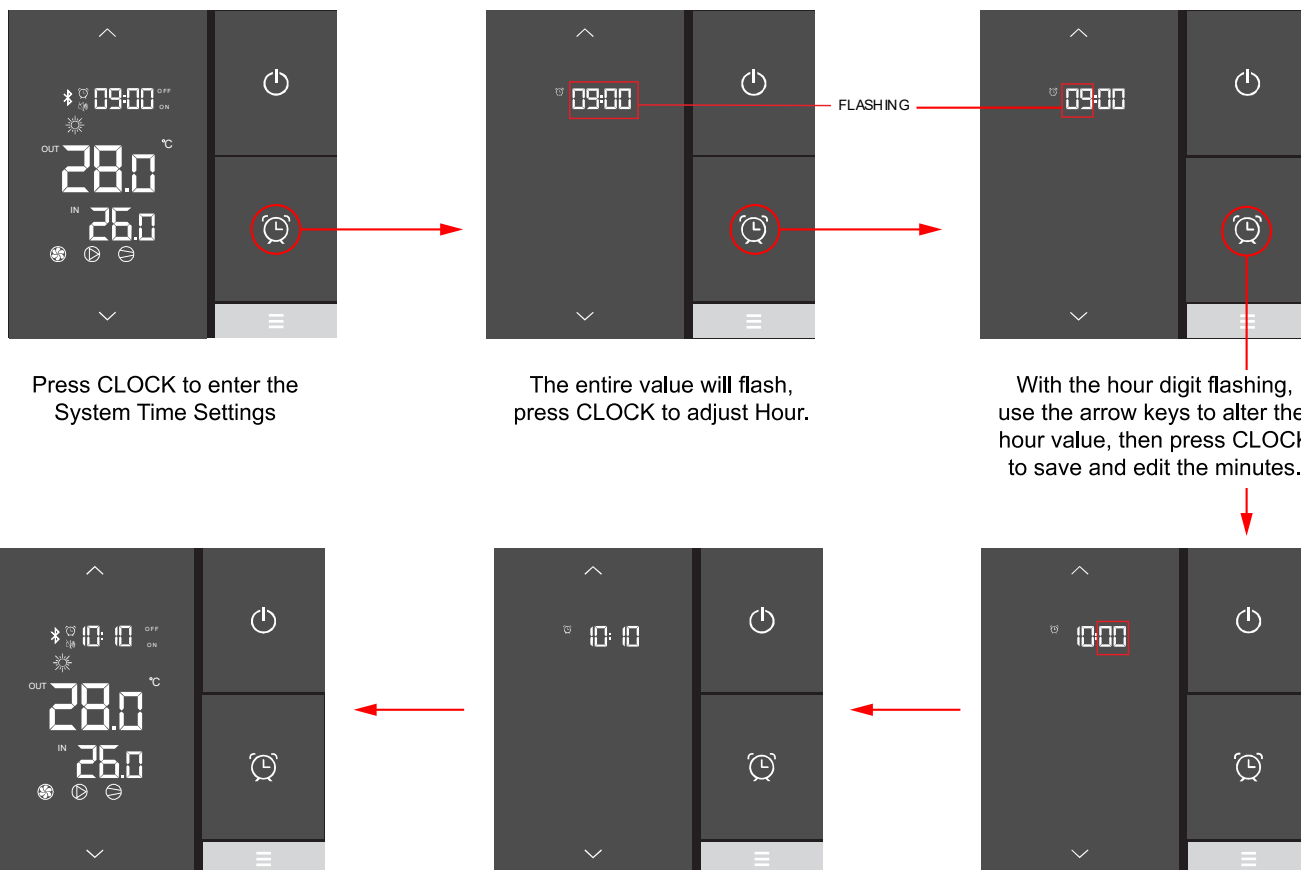 09:00 OFF
ON
OUT 28.0 °C
IN 26.0
09:00
FLASHING
09:00
Press CLOCK to enter the
System Time Settings
The entire value will flash,
press CLOCK to adjust Hour.
With the hour digit flashing,
use the arrow keys to alter the
hour value, then press CLOCK
to save and edit the minutes.
10:10 OFF
ON
OUT 28.0 °C
IN 26.0
10:10
10:00